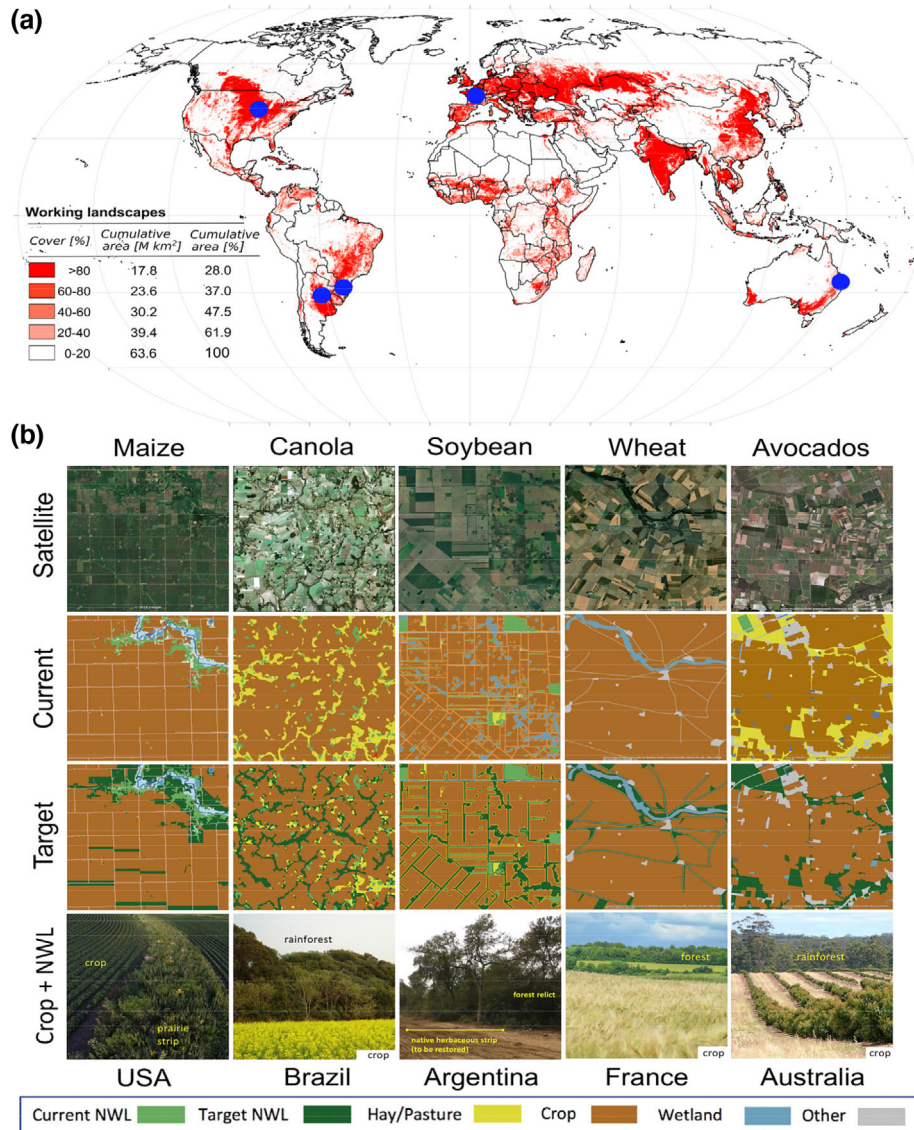 (a)
Working landscapes
Cover [%] Cumulative area [M km²] Cumulative area [%]
>80 17.8 28.0
60-80 23.6 37.0
40-60 30.2 47.5
20-40 39.4 61.9
0-20 63.6 100
(b)
Maize Canola Soybean Wheat Avocados
Satellite
Current
Target
Crop + NWL
crop
prairie
strip
rainforest
crop
forest relict
native herbaceous strip
(to be restored)
forest
crop
rainforest
crop
USA Brazil Argentina France Australia
Current NWL Target NWL Hay/Pasture Crop Wetland Other